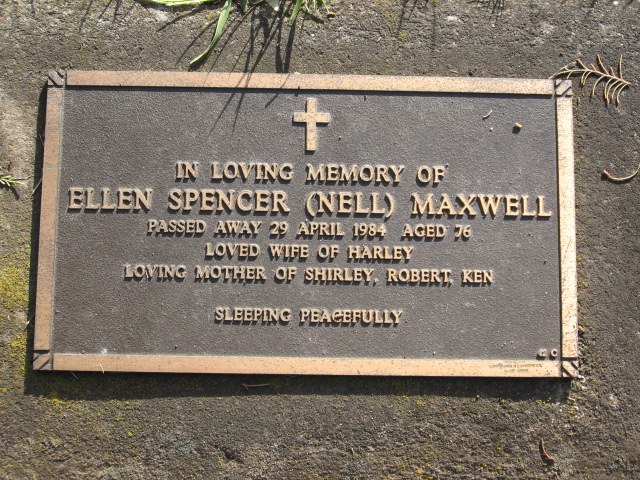 IN LOVING MEMORY OF
ELLEN SPENCER (NELL) MAXWELL
PASSED AWAY 29 APRIL 1984 AGED 76
LOVED WIFE OF HARLEY
LOVING MOTHER OF SHIRLEY, ROBERT, KEN
SLEEPING PEACEFULLY